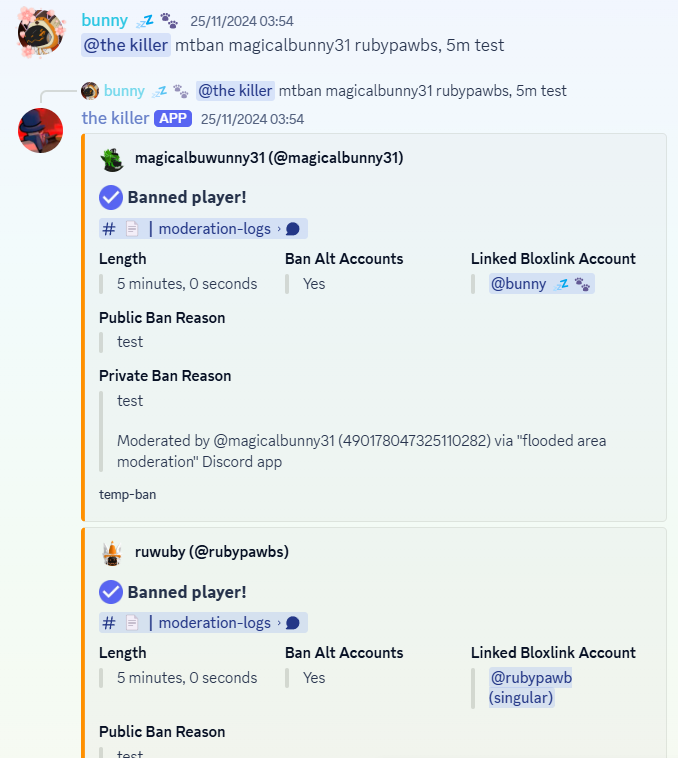 bunny 💤 🐾 25/11/2024 03:54
@the killer mtban magicalbunny31 rubypawbs, 5m test
bunny 💤 🐾 @the killer mtban magicalbunny31 rubypawbs, 5m test
the killer APP 25/11/2024 03:54
magicalbuwunny31 (@magicalbunny31)
Banned player!
# 📄 | moderation-logs ›
Length Ban Alt Accounts Linked Bloxlink Account
5 minutes, 0 seconds Yes @bunny 💤 🐾
Public Ban Reason
test
Private Ban Reason
test
Moderated by @magicalbunny31 (490178047325110282) via "flooded area
moderation" Discord app
temp-ban
ruwuby (@rubypawbs)
Banned player!
# 📄 | moderation-logs ›
Length Ban Alt Accounts Linked Bloxlink Account
5 minutes, 0 seconds Yes @rubypawb
(singular)
Public Ban Reason
test